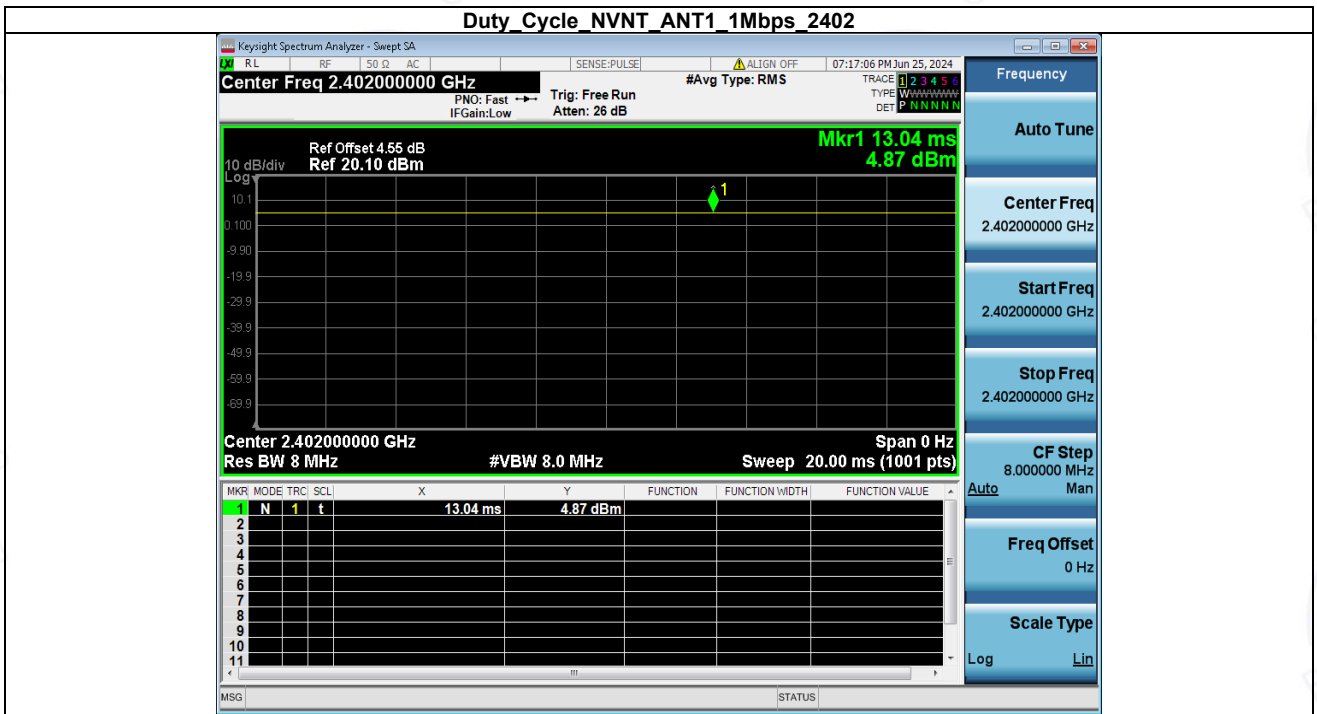 Duty_Cycle_NVNT_ANT1_1Mbps_2402
Keysight Spectrum Analyzer - Swept SA
LXI RL RF 50 Ω AC SENSE:PULSE ALIGN OFF 07:17:06 PM Jun 25, 2024
Center Freq 2.402000000 GHz
PNO: Fast
IFGain:Low
Trig: Free Run
Atten: 26 dB
#Avg Type: RMS
TRACE 1 2 3 4 5 6
TYPE WWWWWW
DET P N N N N N
Mkr1 13.04 ms
4.87 dBm
Ref Offset 4.55 dB
10 dB/div Ref 20.10 dBm
Log
1
10.1
0.100
-9.90
-19.9
-29.9
-39.9
-49.9
-59.9
-69.9
Center 2.402000000 GHz Span 0 Hz
Res BW 8 MHz #VBW 8.0 MHz Sweep 20.00 ms (1001 pts)
MKR MODE TRC SCL X Y FUNCTION FUNCTION WIDTH FUNCTION VALUE
1 N 1 t 13.04 ms 4.87 dBm
2
3
4
5
6
7
8
9
10
11
MSG STATUS
Frequency
Auto Tune
Center Freq
2.402000000 GHz
Start Freq
2.402000000 GHz
Stop Freq
2.402000000 GHz
CF Step
8.000000 MHz
Auto Man
Freq Offset
0 Hz
Scale Type
Log Lin